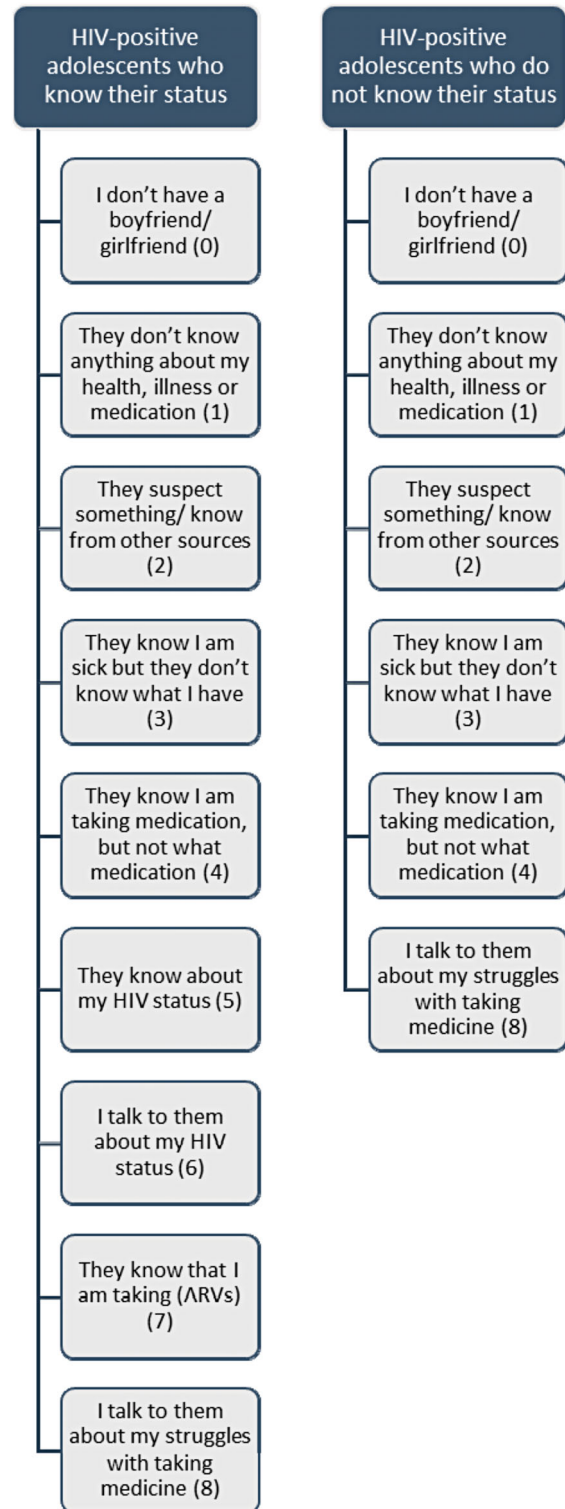 HIV-positive
adolescents who
know their status
I don’t have a
boyfriend/
girlfriend (0)
They don’t know
anything about my
health, illness or
medication (1)
They suspect
something/ know
from other sources
(2)
They know I am
sick but they don’t
know what I have
(3)
They know I am
taking medication,
but not what
medication (4)
They know about
my HIV status (5)
I talk to them
about my HIV
status (6)
They know that I
am taking (ARVs)
(7)
I talk to them
about my struggles
with taking
medicine (8)
HIV-positive
adolescents who do
not know their status
I don’t have a
boyfriend/
girlfriend (0)
They don’t know
anything about my
health, illness or
medication (1)
They suspect
something/ know
from other sources
(2)
They know I am
sick but they don’t
know what I have
(3)
They know I am
taking medication,
but not what
medication (4)
I talk to them
about my struggles
with taking
medicine (8)